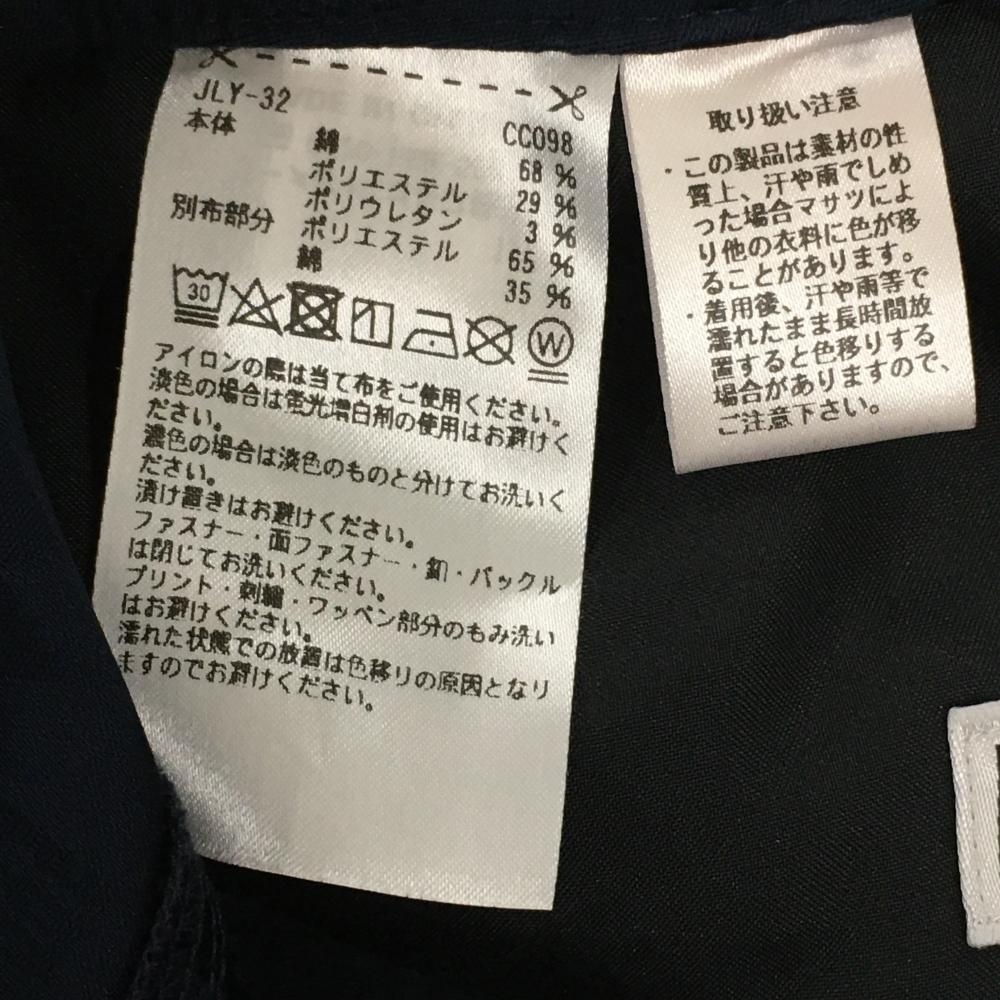 JLY-32
CC098
本体
綿 68 %
ポリエステル 29 %
ポリウレタン 3 %
別布部分
ポリエステル 65 %
綿 35 %
30
W
アイロンの際は当て布をご使用ください。
淡色の場合は蛍光増白剤の使用はお避けく
ださい。
濃色の場合は淡色のものと分けてお洗いく
ださい。
漬け置きはお避けください。
ファスナー・面ファスナー・釦・バックル
は閉じてお洗いください。
プリント・刺繍・ワッペン部分のもみ洗い
はお避けください。
濡れた状態での放置は色移りの原因となり
ますのでお避けください。
取り扱い注意
・この製品は素材の性
質上、汗や雨でしめ
った場合マサツによ
り他の衣料に色が移
ることがあります。
・着用後、汗や雨等で
濡れたまま長時間放
置すると色移りする
場合がありますので、
ご注意下さい。